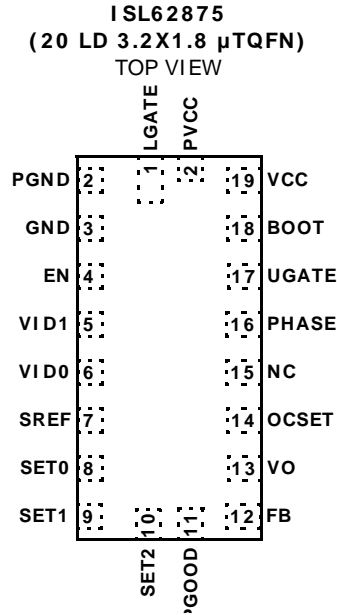 ISL62875
(20 LD 3.2X1.8 µTQFN)
TOP VIEW
LGATE PVCC
1 2
PGND 2 19 VCC
GND 3 18 BOOT
EN 4 17 UGATE
VID1 5 16 PHASE
VID0 6 15 NC
SREF 7 14 OCSET
SET0 8 13 VO
SET1 9 12 FB
10 11
SET2 PGOOD